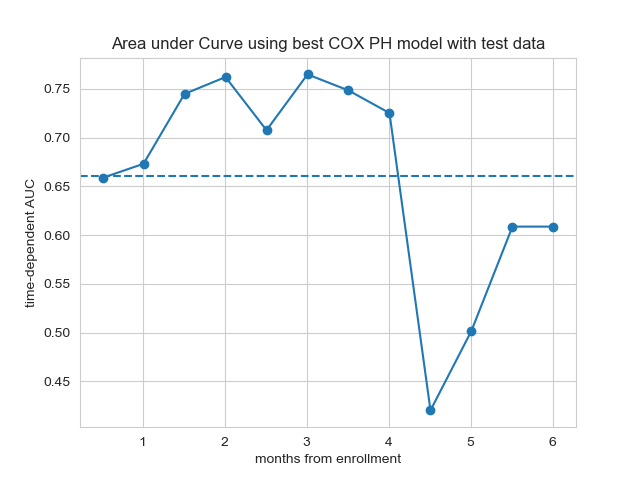 Area under Curve using best COX PH model with test data
time-dependent AUC
0.75
0.70
0.65
0.60
0.55
0.50
0.45
1 2 3 4 5 6
months from enrollment